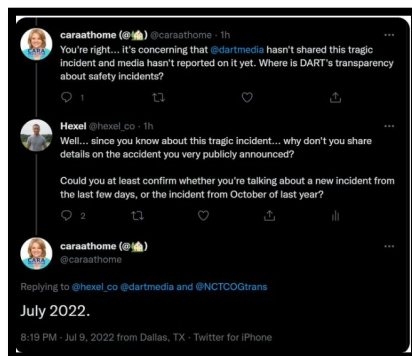 caraathome (@🏠) @caraathome · 1h
You're right... it's concerning that @dartmedia hasn't shared this tragic
incident and media hasn't reported on it yet. Where is DART's transparency
about safety incidents?
1
Hexel @hexel_co · 1h
Well... since you know about this tragic incident... why don't you share
details on the accident you very publicly announced?
Could you at least confirm whether you're talking about a new incident from
the last few days, or the incident from October of last year?
2
caraathome (@🏠)
@caraathome
Replying to @hexel_co @dartmedia and @NCTCOGtrans
July 2022.
8:19 PM · Jul 9, 2022 from Dallas, TX · Twitter for iPhone